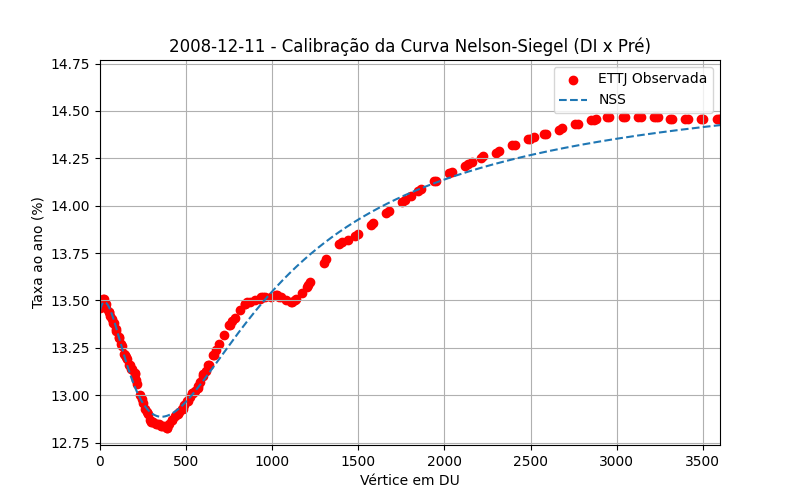 2008-12-11 - Calibração da Curva Nelson-Siegel (DI x Pré)
ETTJ Observada
NSS
Taxa ao ano (%)
14.75
14.50
14.25
14.00
13.75
13.50
13.25
13.00
12.75
0 500 1000 1500 2000 2500 3000 3500
Vértice em DU